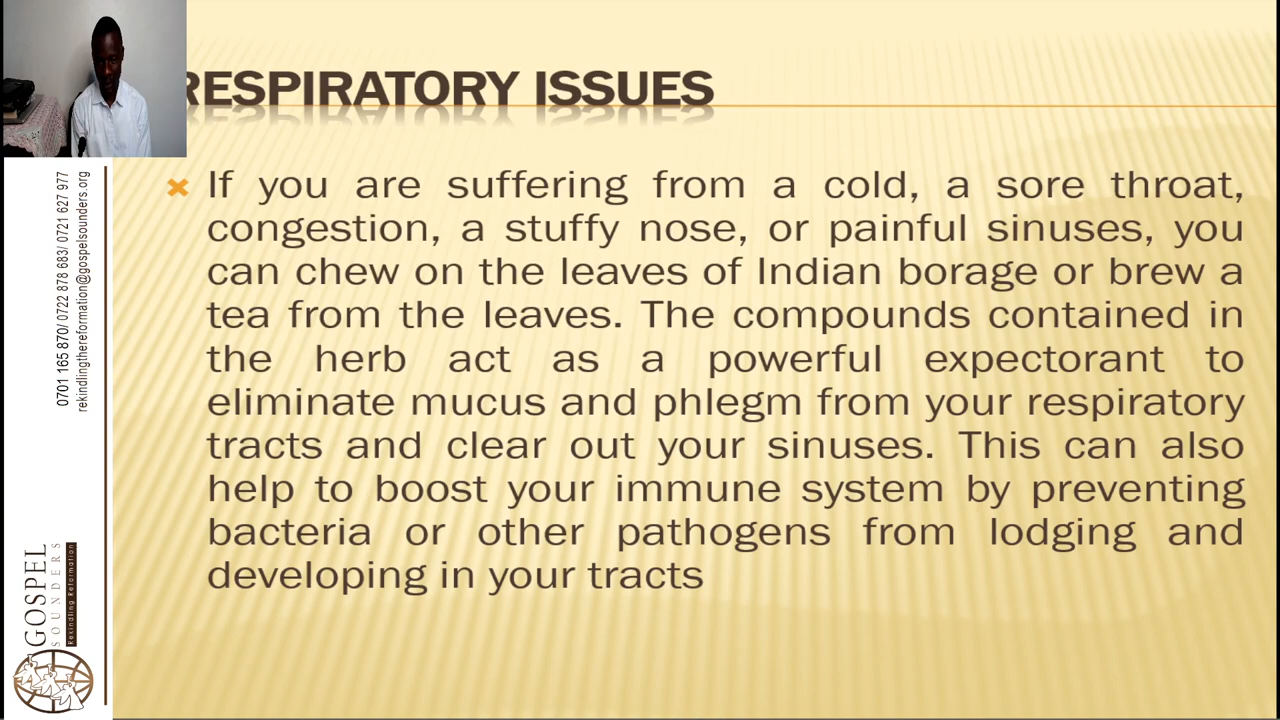 RESPIRATORY ISSUES
If you are suffering from a cold, a sore throat,
congestion, a stuffy nose, or painful sinuses, you
can chew on the leaves of Indian borage or brew a
tea from the leaves. The compounds contained in
the herb act as a powerful expectorant to
eliminate mucus and phlegm from your respiratory
tracts and clear out your sinuses. This can also
help to boost your immune system by preventing
bacteria or other pathogens from lodging and
developing in your tracts
0701 165 870/ 0722 878 683/ 0721 627 977
rekindlingthereformation@gospelsounders.org
GOSPEL
SOUNDERS
Rekindling Reformation